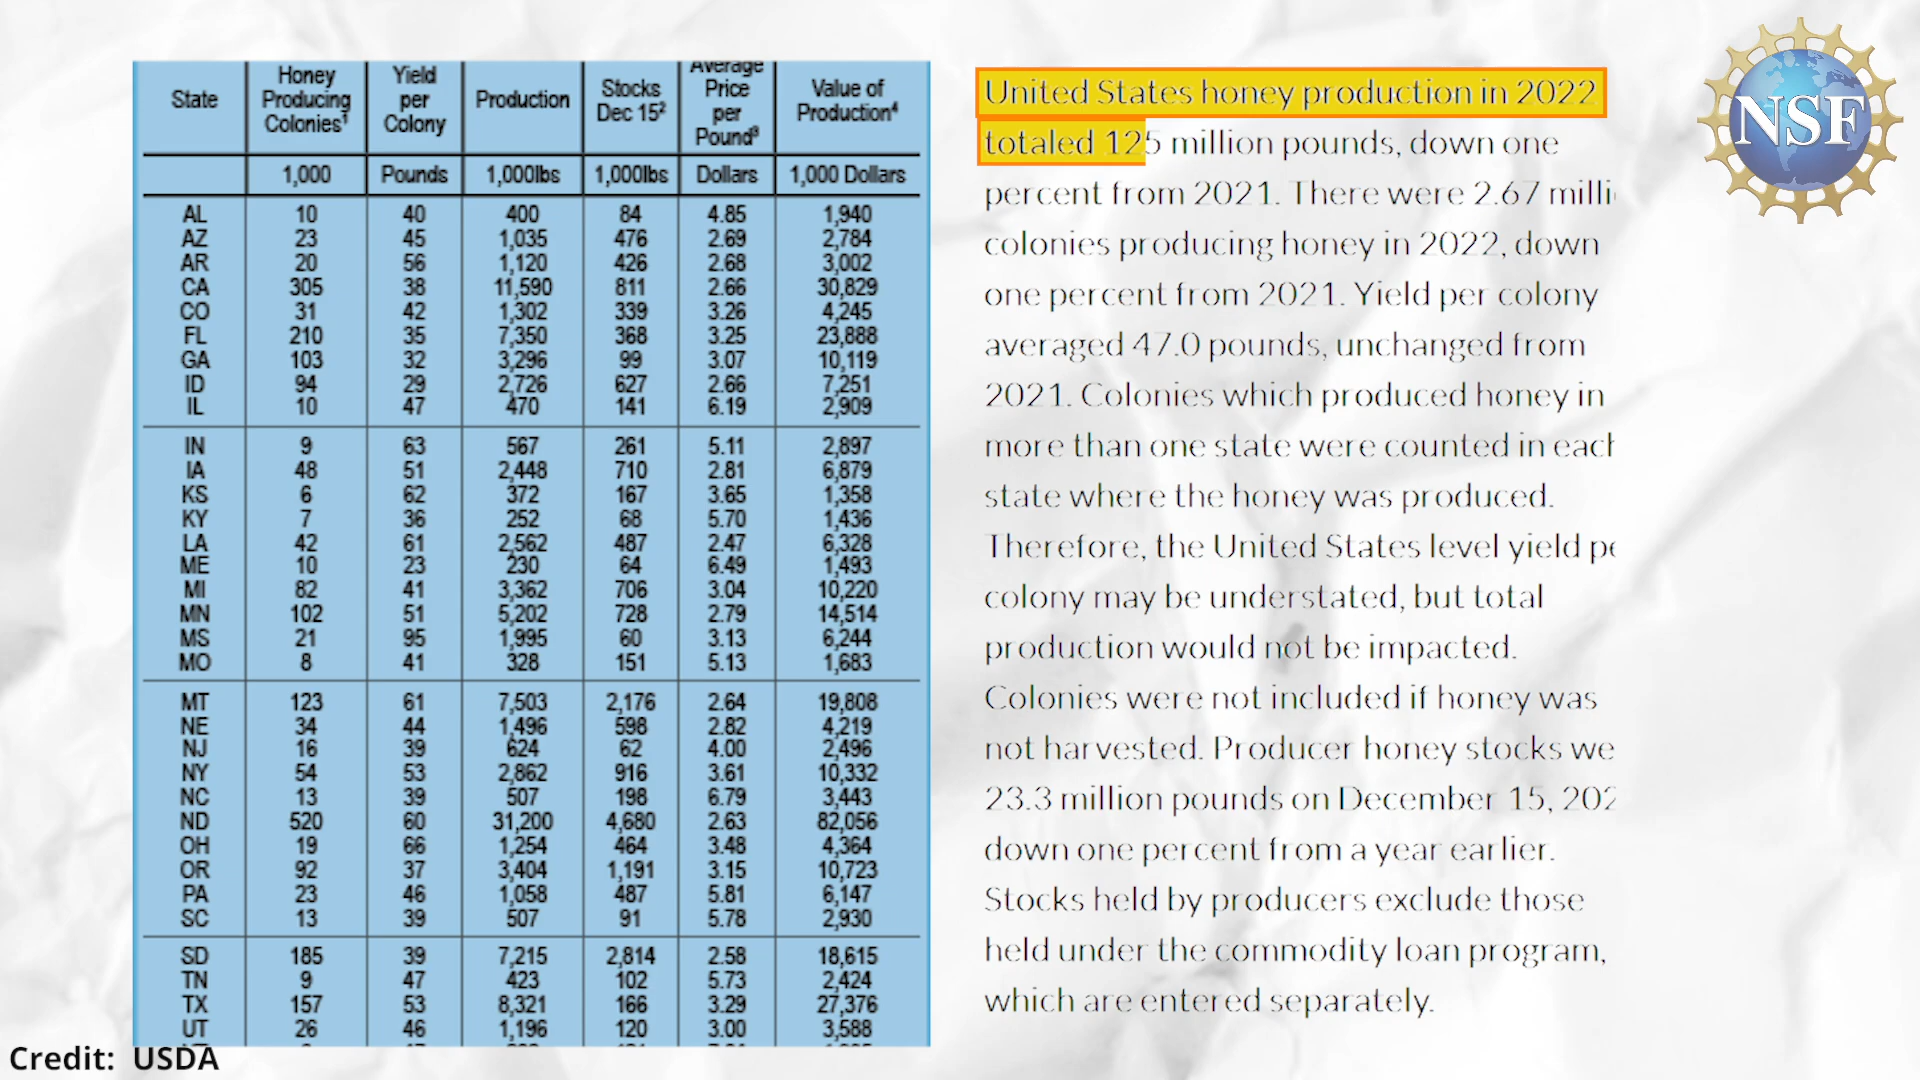 State Honey Producing Colonies¹ Yield per Colony Production Stocks Dec 15² Average Price per Pound³ Value of Production⁴
1,000 Pounds 1,000lbs 1,000lbs Dollars 1,000 Dollars
AL 10 40 400 84 4.85 1,940
AZ 23 45 1,035 476 2.69 2,784
AR 20 56 1,120 426 2.68 3,002
CA 305 38 11,590 811 2.66 30,829
CO 31 42 1,302 339 3.26 4,245
FL 210 35 7,350 368 3.25 23,888
GA 103 32 3,296 99 3.07 10,119
ID 94 29 2,726 627 2.66 7,251
IL 10 47 470 141 6.19 2,909
IN 9 63 567 261 5.11 2,897
IA 48 51 2,448 710 2.81 6,879
KS 6 62 372 167 3.65 1,358
KY 7 36 252 68 5.70 1,436
LA 42 61 2,562 487 2.47 6,328
ME 10 23 230 64 6.49 1,493
MI 82 41 3,362 706 3.04 10,220
MN 102 51 5,202 728 2.79 14,514
MS 21 95 1,995 60 3.13 6,244
MO 8 41 328 151 5.13 1,683
MT 123 61 7,503 2,176 2.64 19,808
NE 34 44 1,496 598 2.82 4,219
NJ 16 39 624 62 4.00 2,496
NY 54 53 2,862 916 3.61 10,332
NC 13 39 507 198 6.79 3,443
ND 520 60 31,200 4,680 2.63 82,056
OH 19 66 1,254 464 3.48 4,364
OR 92 37 3,404 1,191 3.15 10,723
PA 23 46 1,058 487 5.81 6,147
SC 13 39 507 91 5.78 2,930
SD 185 39 7,215 2,814 2.58 18,615
TN 9 47 423 102 5.73 2,424
TX 157 53 8,321 166 3.29 27,376
UT 26 46 1,196 120 3.00 3,588
United States honey production in 2022
totaled 125 million pounds, down one
percent from 2021. There were 2.67 milli
colonies producing honey in 2022, down
one percent from 2021. Yield per colony
averaged 47.0 pounds, unchanged from
2021. Colonies which produced honey in
more than one state were counted in each
state where the honey was produced.
Therefore, the United States level yield pe
colony may be understated, but total
production would not be impacted.
Colonies were not included if honey was
not harvested. Producer honey stocks we
23.3 million pounds on December 15, 202
down one percent from a year earlier.
Stocks held by producers exclude those
held under the commodity loan program,
which are entered separately.
NSF
Credit: USDA